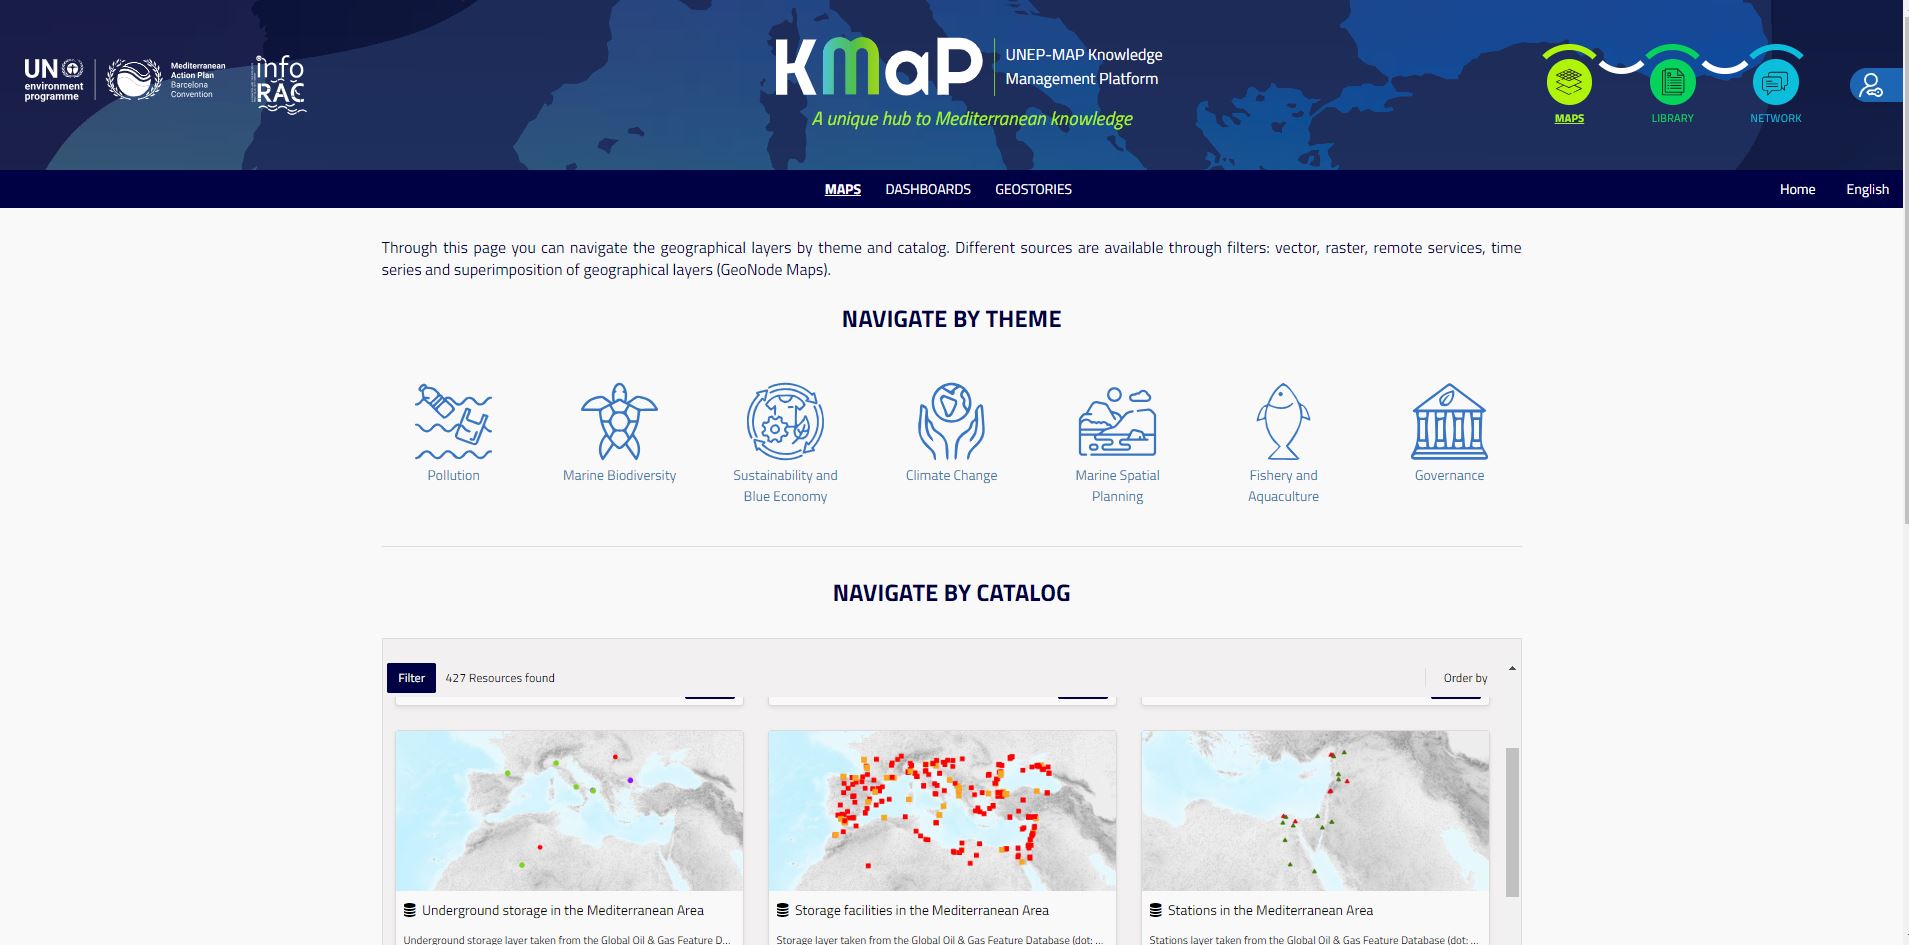 UN
environment
programme
Mediterranean
Action Plan
Barcelona
Convention
info
RAC
KMaP
UNEP-MAP Knowledge
Management Platform
A unique hub to Mediterranean knowledge
MAPS
LIBRARY
NETWORK
MAPS DASHBOARDS GEOSTORIES
Home English
Through this page you can navigate the geographical layers by theme and catalog. Different sources are available through filters: vector, raster, remote services, time
series and superimposition of geographical layers (GeoNode Maps).
NAVIGATE BY THEME
Pollution
Marine Biodiversity
Sustainability and
Blue Economy
Climate Change
Marine Spatial
Planning
Fishery and
Aquaculture
Governance
NAVIGATE BY CATALOG
Filter 427 Resources found Order by
Underground storage in the Mediterranean Area
Underground storage layer taken from the Global Oil & Gas Feature D...
Storage facilities in the Mediterranean Area
Storage layer taken from the Global Oil & Gas Feature Database (dot: ...
Stations in the Mediterranean Area
Stations layer taken from the Global Oil & Gas Feature Database (dot: ...